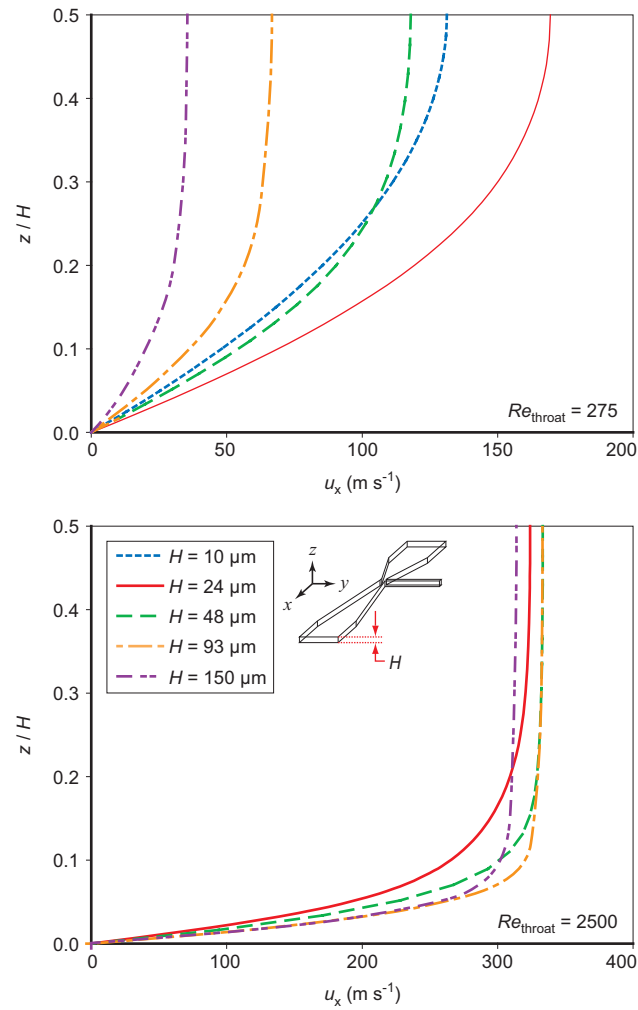 0.5
0.4
0.3
0.2
0.1
0.0
z / H
0
50
100
150
200
Re_throat = 275
u_x (m s⁻¹)
0.5
0.4
0.3
0.2
0.1
0.0
z / H
H = 10 µm
H = 24 µm
H = 48 µm
H = 93 µm
H = 150 µm
z
y
x
H
Re_throat = 2500
0
100
200
300
400
u_x (m s⁻¹)